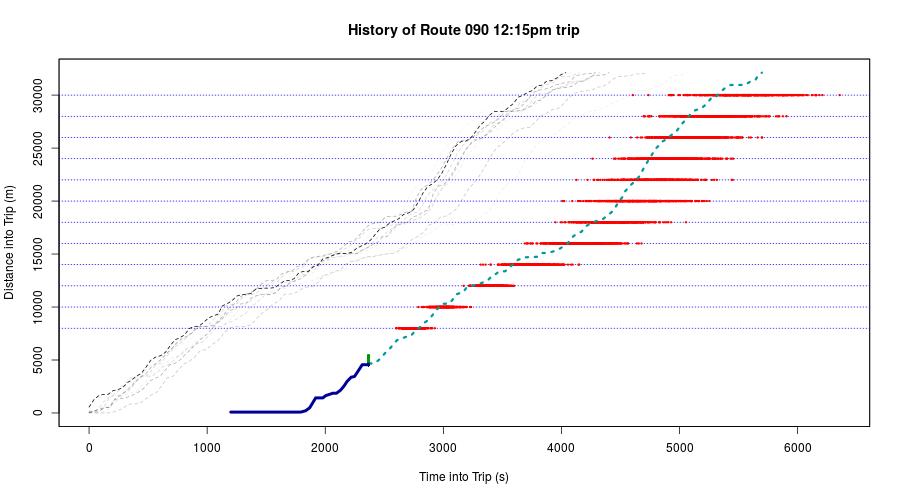 History of Route 090 12:15pm trip
Distance into Trip (m)
30000
25000
20000
15000
10000
5000
0
0 1000 2000 3000 4000 5000 6000
Time into Trip (s)